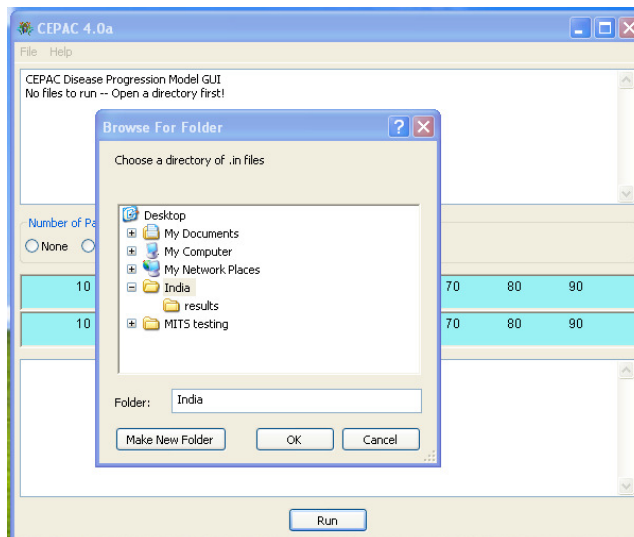 CEPAC 4.0a
File Help
CEPAC Disease Progression Model GUI
No files to run -- Open a directory first!
Browse For Folder
Choose a directory of .in files
Desktop
My Documents
My Computer
My Network Places
India
results
MITS testing
Folder: India
Make New Folder OK Cancel
Number of Pa
None
10 70 80 90
10 70 80 90
Run